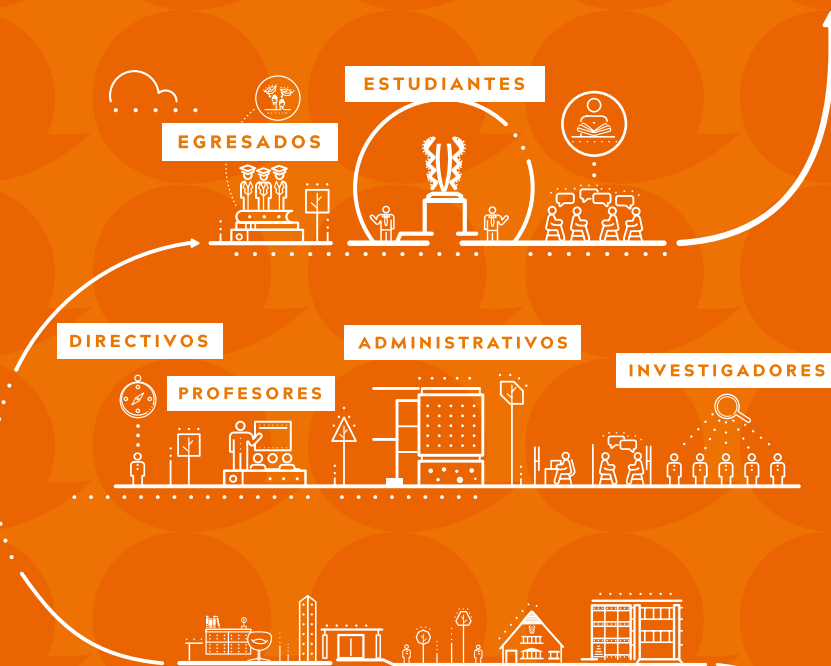 ESTUDIANTES
EGRESADOS
DIRECTIVOS
ADMINISTRATIVOS
INVESTIGADORES
PROFESORES